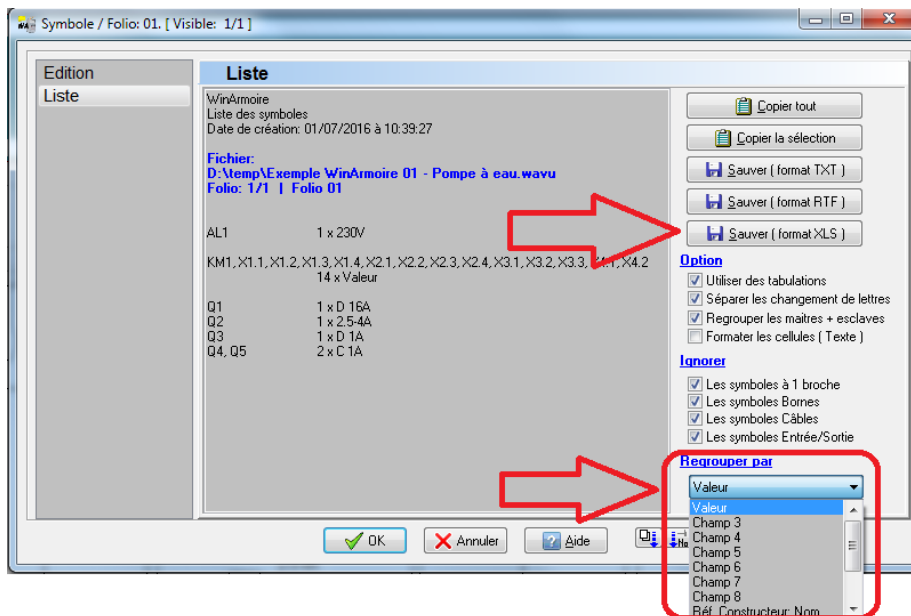 Symbole / Folio: 01. [ Visible: 1/1 ]
Edition
Liste
Liste
WinArmoire
Liste des symboles
Date de création: 01/07/2016 à 10:39:27
Fichier:
D:\temp\Exemple WinArmoire 01 - Pompe à eau.wavu
Folio: 1/1 | Folio 01
AL1 1 x 230V
KM1, X1.1, X1.2, X1.3, X1.4, X2.1, X2.2, X2.3, X2.4, X3.1, X3.2, X3.3, X4.1, X4.2
14 x Valeur
Q1 1 x D 16A
Q2 1 x 2.5-4A
Q3 1 x D 1A
Q4, Q5 2 x C 1A
Copier tout
Copier la sélection
Sauver ( format TXT )
Sauver ( format RTF )
Sauver ( format XLS )
Option
Utiliser des tabulations
Séparer les changement de lettres
Regrouper les maitres + esclaves
Formater les cellules ( Texte )
Ignorer
Les symboles à 1 broche
Les symboles Bornes
Les symboles Câbles
Les symboles Entrée/Sortie
Regrouper par
Valeur
Valeur
Champ 3
Champ 4
Champ 5
Champ 6
Champ 7
Champ 8
Réf. Constructeur: Nom
OK
Annuler
Aide